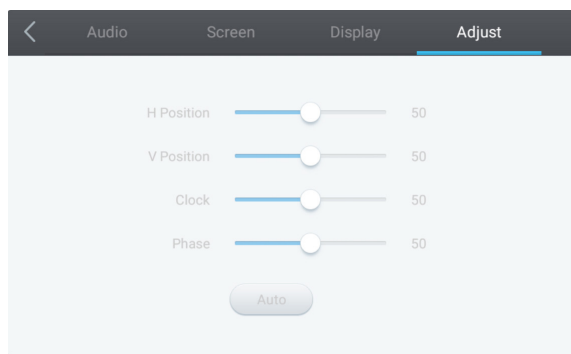 Audio Screen Display Adjust
H Position 50
V Position 50
Clock 50
Phase 50
Auto